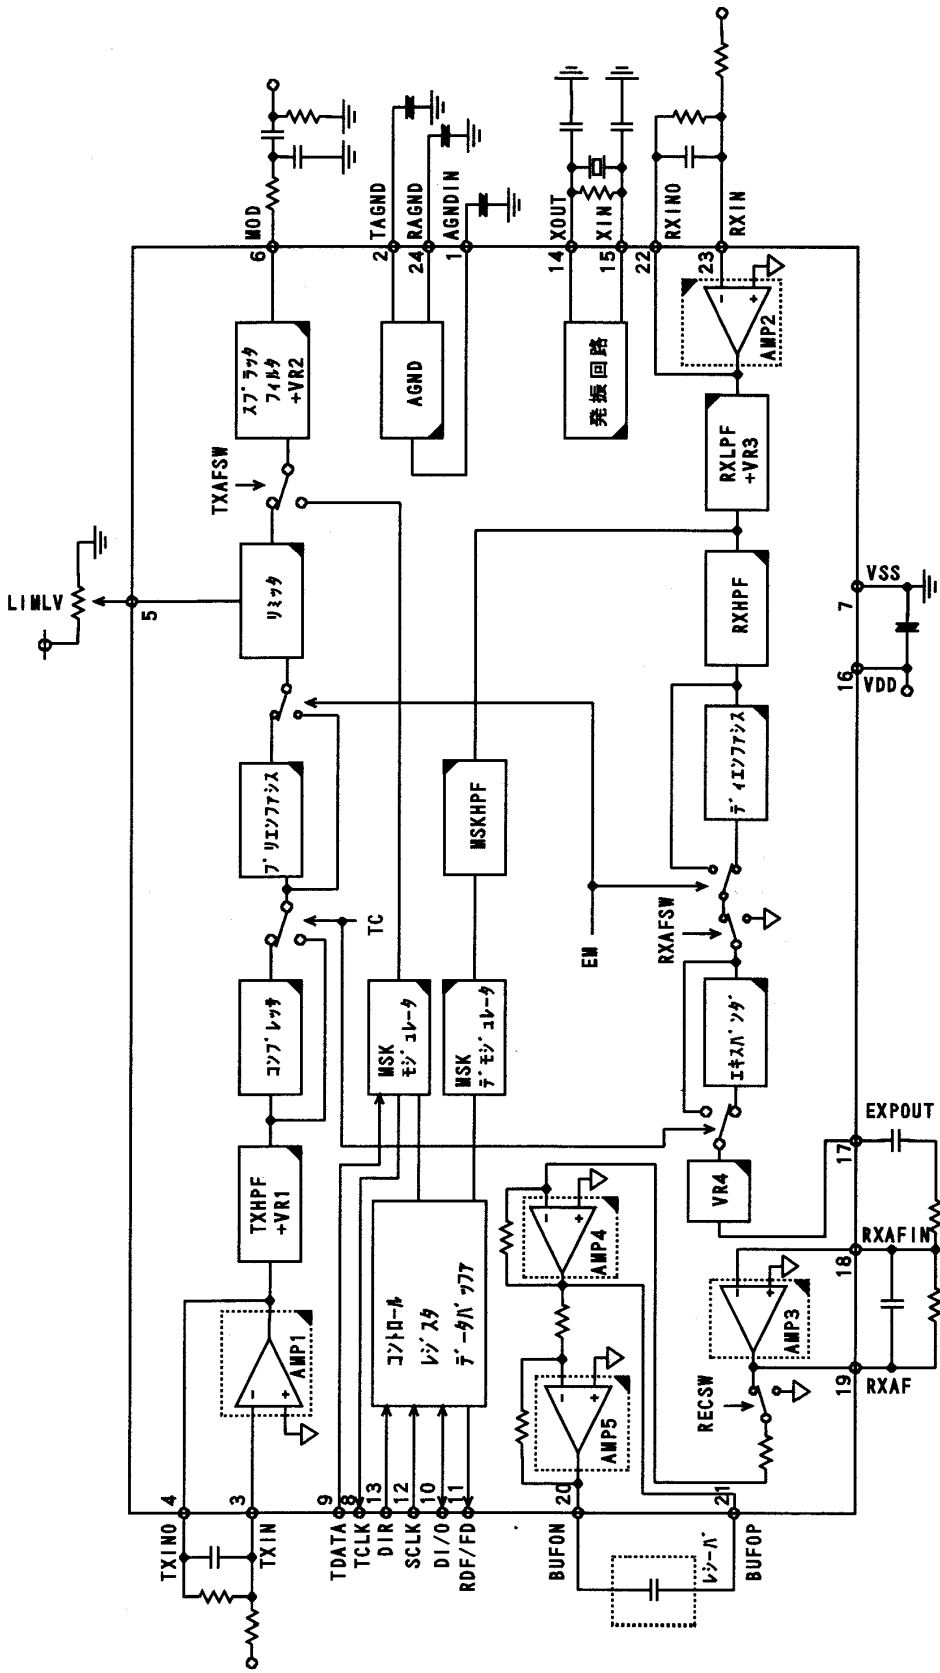 TXINO
4
TXIN
3
AMP1
TXHPF
+VR1
コンプレッサ
TC
プリエンファシス
リミッタ
LIMLV
5
TXAFSW
スプラッタ
フィルタ
+VR2
MOD
6
TDATA
9
TCLK
8
DIR
13
SCLK
12
DI/O
10
RDF/FD
11
コントロール
レジスタ
データバッファ
MSK
モジュレータ
MSK
デモジュレータ
MSKHPF
AGND
TAGND
2
RAGND
24
AGNDIN
1
EM
発振回路
XOUT
14
XIN
15
BUFON
20
AMP5
AMP4
レシーバ
BUFOP
21
RECSW
AMP3
VR4
エキスパンダ
RXAFSW
ディエンファシス
RXHPF
RXLPF
+VR3
AMP2
RXINO
22
RXIN
23
19
RXAF
18
RXAFIN
17
EXPOUT
16
VDD
7
VSS